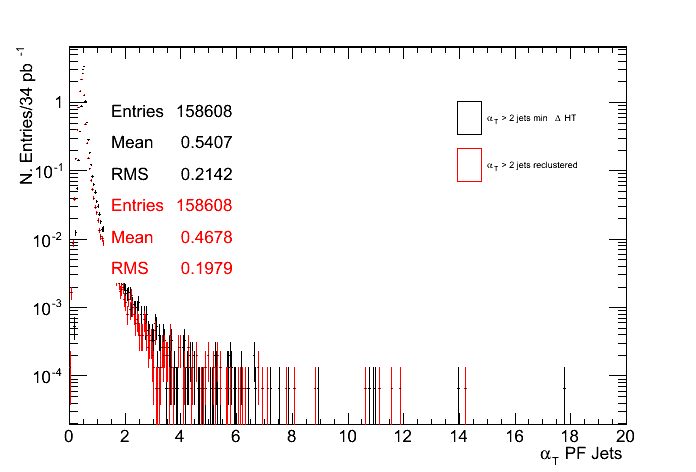 N. Entries/34 pb⁻¹
1
10⁻¹
10⁻²
10⁻³
10⁻⁴
Entries 158608
Mean 0.5407
RMS 0.2142
Entries 158608
Mean 0.4678
RMS 0.1979
α_T > 2 jets min Δ HT
α_T > 2 jets reclustered
0 2 4 6 8 10 12 14 16 18 20
α_T PF Jets